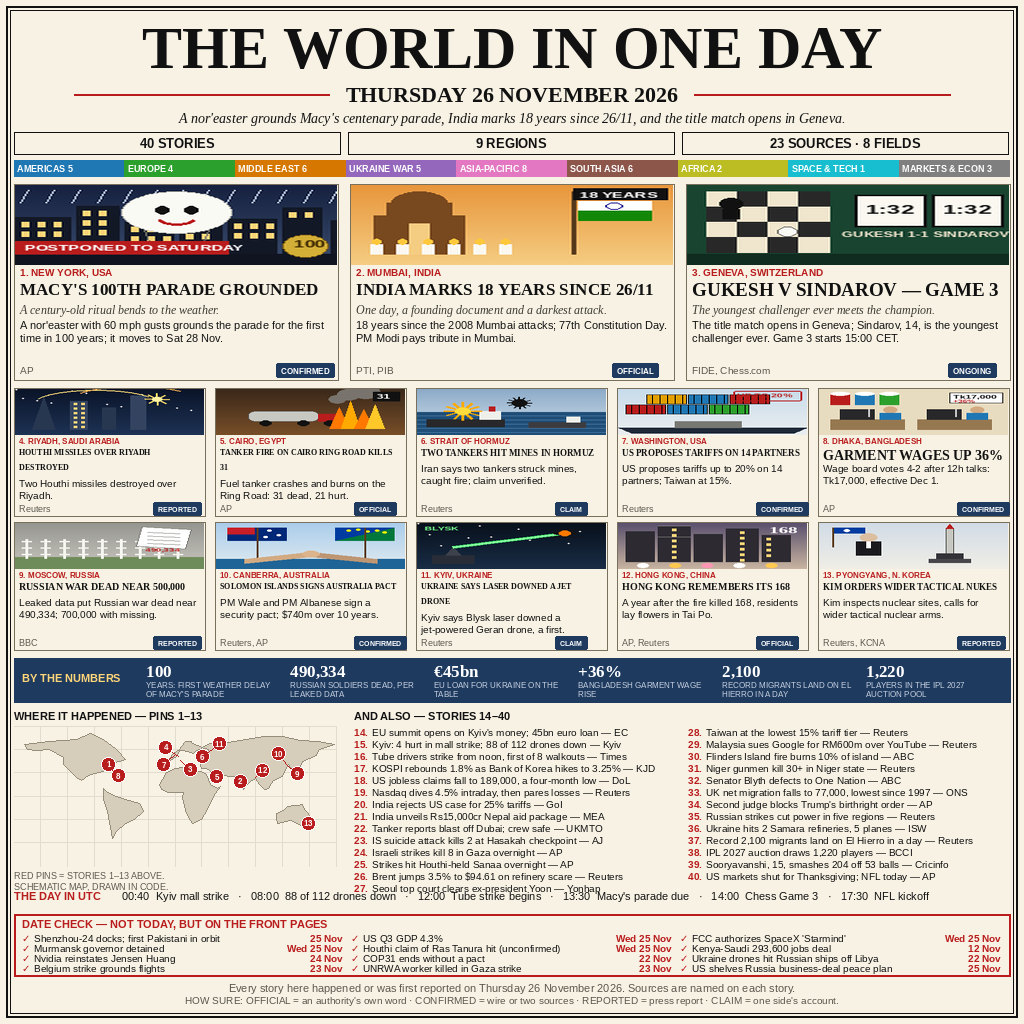 THE WORLD IN ONE DAY
THURSDAY 26 NOVEMBER 2026
A nor'easter grounds Macy's centenary parade, India marks 18 years since 26/11, and the title match opens in Geneva.
40 STORIES
9 REGIONS
23 SOURCES · 8 FIELDS
AMERICAS 5
EUROPE 4
MIDDLE EAST 6
UKRAINE WAR 5
ASIA-PACIFIC 8
SOUTH ASIA 6
AFRICA 2
SPACE & TECH 1
MARKETS & ECON 3
POSTPONED TO SATURDAY
100
1. NEW YORK, USA
MACY'S 100TH PARADE GROUNDED
A century-old ritual bends to the weather.
A nor'easter with 60 mph gusts grounds the parade for the first
time in 100 years; it moves to Sat 28 Nov.
AP
CONFIRMED
18 YEARS
2. MUMBAI, INDIA
INDIA MARKS 18 YEARS SINCE 26/11
One day, a founding document and a darkest attack.
18 years since the 2008 Mumbai attacks; 77th Constitution Day.
PM Modi pays tribute in Mumbai.
PTI, PIB
OFFICIAL
1:32
1:32
GUKESH 1-1 SINDAROV
3. GENEVA, SWITZERLAND
GUKESH V SINDAROV — GAME 3
The youngest challenger ever meets the champion.
The title match opens in Geneva; Sindarov, 14, is the youngest
challenger ever. Game 3 starts 15:00 CET.
FIDE, Chess.com
ONGOING
4. RIYADH, SAUDI ARABIA
HOUTHI MISSILES OVER RIYADH
DESTROYED
Two Houthi missiles destroyed over
Riyadh.
Reuters
REPORTED
31
5. CAIRO, EGYPT
TANKER FIRE ON CAIRO RING ROAD KILLS
31
Fuel tanker crashes and burns on the
Ring Road: 31 dead, 21 hurt.
AP
OFFICIAL
6. STRAIT OF HORMUZ
TWO TANKERS HIT MINES IN HORMUZ
Iran says two tankers struck mines,
caught fire; claim unverified.
Reuters
CLAIM
20%
7. WASHINGTON, USA
US PROPOSES TARIFFS ON 14 PARTNERS
US proposes tariffs up to 20% on 14
partners; Taiwan at 15%.
Reuters
CONFIRMED
Tk17,000
+36%
8. DHAKA, BANGLADESH
GARMENT WAGES UP 36%
Wage board votes 4-2 after 12h talks:
Tk17,000, effective Dec 1.
AP
CONFIRMED
490,334
9. MOSCOW, RUSSIA
RUSSIAN WAR DEAD NEAR 500,000
Leaked data put Russian war dead near
490,334; 700,000 with missing.
BBC
REPORTED
10. CANBERRA, AUSTRALIA
SOLOMON ISLANDS SIGNS AUSTRALIA PACT
PM Wale and PM Albanese sign a
security pact; $740m over 10 years.
Reuters, AP
CONFIRMED
BLYSK
11. KYIV, UKRAINE
UKRAINE SAYS LASER DOWNED A JET
DRONE
Kyiv says Blysk laser downed a
jet-powered Geran drone, a first.
Reuters
CLAIM
168
12. HONG KONG, CHINA
HONG KONG REMEMBERS ITS 168
A year after the fire killed 168, residents
lay flowers in Tai Po.
AP, Reuters
OFFICIAL
13. PYONGYANG, N. KOREA
KIM ORDERS WIDER TACTICAL NUKES
Kim inspects nuclear sites, calls for
wider tactical nuclear arms.
Reuters, KCNA
REPORTED
BY THE NUMBERS
100
YEARS: FIRST WEATHER DELAY
OF MACY'S PARADE
490,334
RUSSIAN SOLDIERS DEAD, PER
LEAKED DATA
€45bn
EU LOAN FOR UKRAINE ON THE
TABLE
+36%
BANGLADESH GARMENT WAGE
RISE
2,100
RECORD MIGRANTS LAND ON EL
HIERRO IN A DAY
1,220
PLAYERS IN THE IPL 2027
AUCTION POOL
WHERE IT HAPPENED — PINS 1–13
1
8
4
7
3
6
11
5
2
12
10
9
13
RED PINS = STORIES 1–13 ABOVE.
SCHEMATIC MAP, DRAWN IN CODE.
AND ALSO — STORIES 14–40
14. EU summit opens on Kyiv's money; 45bn euro loan — EC
15. Kyiv: 4 hurt in mall strike; 88 of 112 drones down — Kyiv
16. Tube drivers strike from noon, first of 8 walkouts — Times
17. KOSPI rebounds 1.8% as Bank of Korea hikes to 3.25% — KJD
18. US jobless claims fall to 189,000, a four-month low — DoL
19. Nasdaq dives 4.5% intraday, then pares losses — Reuters
20. India rejects US case for 25% tariffs — GoI
21. India unveils Rs15,000cr Nepal aid package — MEA
22. Tanker reports blast off Dubai; crew safe — UKMTO
23. IS suicide attack kills 2 at Hasakah checkpoint — AJ
24. Israeli strikes kill 8 in Gaza overnight — AP
25. Strikes hit Houthi-held Sanaa overnight — AP
26. Brent jumps 3.5% to $94.61 on refinery scare — Reuters
27. Seoul top court clears ex-president Yoon — Yonhap
28. Taiwan at the lowest 15% tariff tier — Reuters
29. Malaysia sues Google for RM600m over YouTube — Reuters
30. Flinders Island fire burns 10% of island — ABC
31. Niger gunmen kill 30+ in Niger state — Reuters
32. Senator Blyth defects to One Nation — ABC
33. UK net migration falls to 77,000, lowest since 1997 — ONS
34. Second judge blocks Trump's birthright order — AP
35. Russian strikes cut power in five regions — Reuters
36. Ukraine hits 2 Samara refineries, 5 planes — ISW
37. Record 2,100 migrants land on El Hierro in a day — Reuters
38. IPL 2027 auction draws 1,220 players — BCCI
39. Sooryavanshi, 15, smashes 204 off 53 balls — Cricinfo
40. US markets shut for Thanksgiving; NFL today — AP
THE DAY IN UTC 00:40 Kyiv mall strike · 08:00 88 of 112 drones down · 12:00 Tube strike begins · 13:30 Macy's parade due · 14:00 Chess Game 3 · 17:30 NFL kickoff
DATE CHECK — NOT TODAY, BUT ON THE FRONT PAGES
✓ Shenzhou-24 docks; first Pakistani in orbit 25 Nov
✓ Murmansk governor detained Wed 25 Nov
✓ Nvidia reinstates Jensen Huang 24 Nov
✓ Belgium strike grounds flights 23 Nov
✓ US Q3 GDP 4.3% Wed 25 Nov
✓ Houthi claim of Ras Tanura hit (unconfirmed) Wed 25 Nov
✓ COP31 ends without a pact 22 Nov
✓ UNRWA worker killed in Gaza strike 23 Nov
✓ FCC authorizes SpaceX 'Starmind' Wed 25 Nov
✓ Kenya-Saudi 293,600 jobs deal 12 Nov
✓ Ukraine drones hit Russian ships off Libya 22 Nov
✓ US shelves Russia business-deal peace plan 25 Nov
Every story here happened or was first reported on Thursday 26 November 2026. Sources are named on each story.
HOW SURE: OFFICIAL = an authority's own word · CONFIRMED = wire or two sources · REPORTED = press report · CLAIM = one side's account.